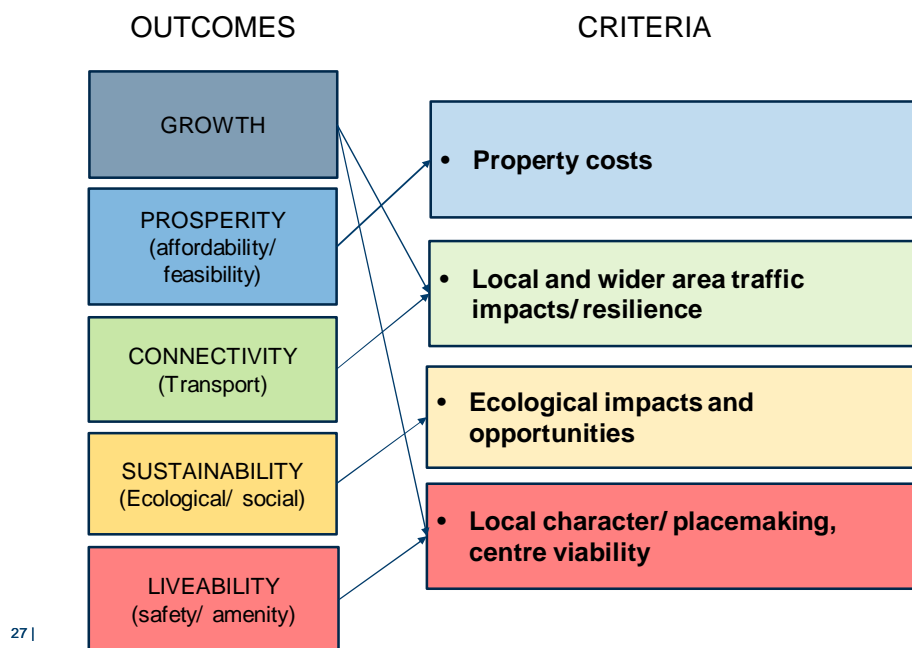 OUTCOMES
CRITERIA
GROWTH
PROSPERITY
(affordability/
feasibility)
CONNECTIVITY
(Transport)
SUSTAINABILITY
(Ecological/ social)
LIVEABILITY
(safety/ amenity)
• Property costs
• Local and wider area traffic
impacts/ resilience
• Ecological impacts and
opportunities
• Local character/ placemaking,
centre viability
27 |